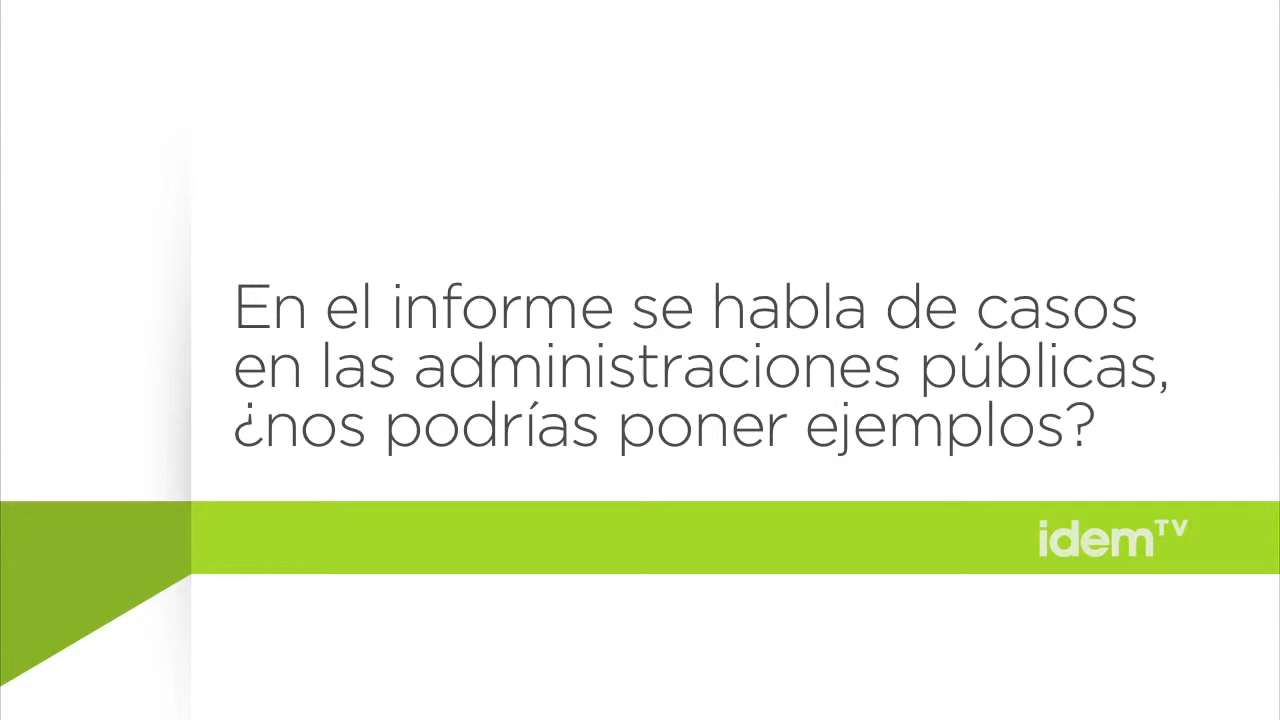 En el informe se habla de casos
en las administraciones públicas,
¿nos podrías poner ejemplos?
idemTV